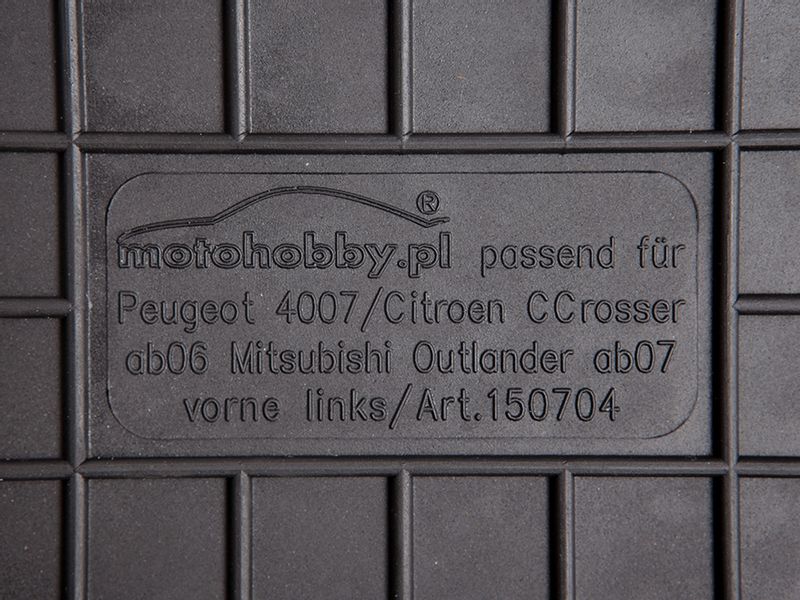 motohobby.pl® passend für
Peugeot 4007/Citroen CCrosser
ab06 Mitsubishi Outlander ab07
vorne links/Art.150704